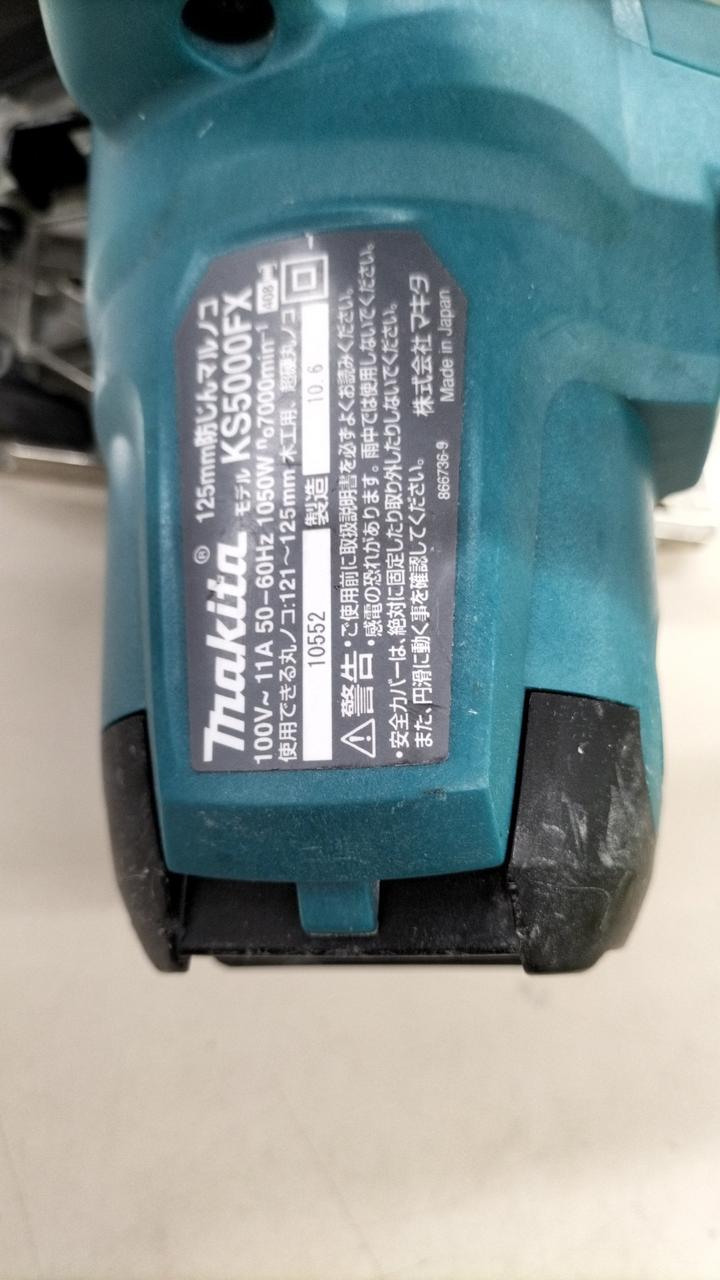 makita® 125mm防じんマルノコ
モデル KS5000FX
100V~ 11A 50-60Hz 1050W n₀7000min⁻¹
使用できる丸ノコ:121~125mm 木工用、超硬丸ノコ
10552 製造 10.6
警告
・ご使用前に取扱説明書を必ずよくお読みください。
・感電の恐れがあります。雨中では使用しないでください。
・安全カバーは、絶対に固定したり取り外したりしないでください。
また、円滑に動く事を確認してください。
866736-9
株式会社 マキタ
Made in Japan